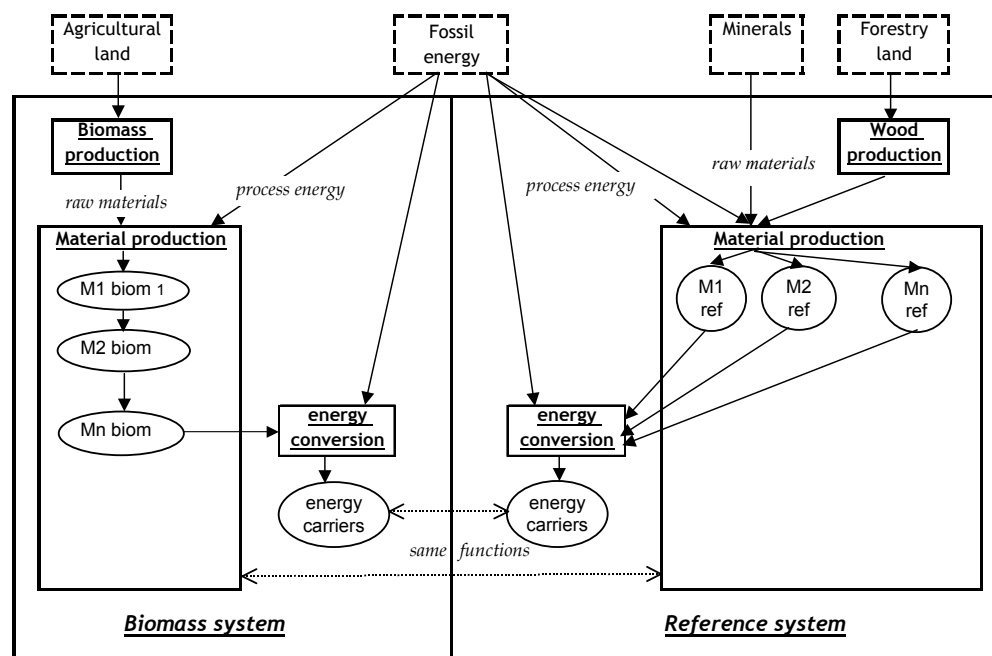 Agricultural
land
Fossil
energy
Minerals
Forestry
land
Biomass
production
Wood
production
raw materials
process energy
process energy
raw materials
Material production
M1 biom 1
M2 biom
Mn biom
energy
conversion
energy
carriers
Material production
M1
ref
M2
ref
Mn
ref
energy
conversion
energy
carriers
same functions
Biomass system
Reference system